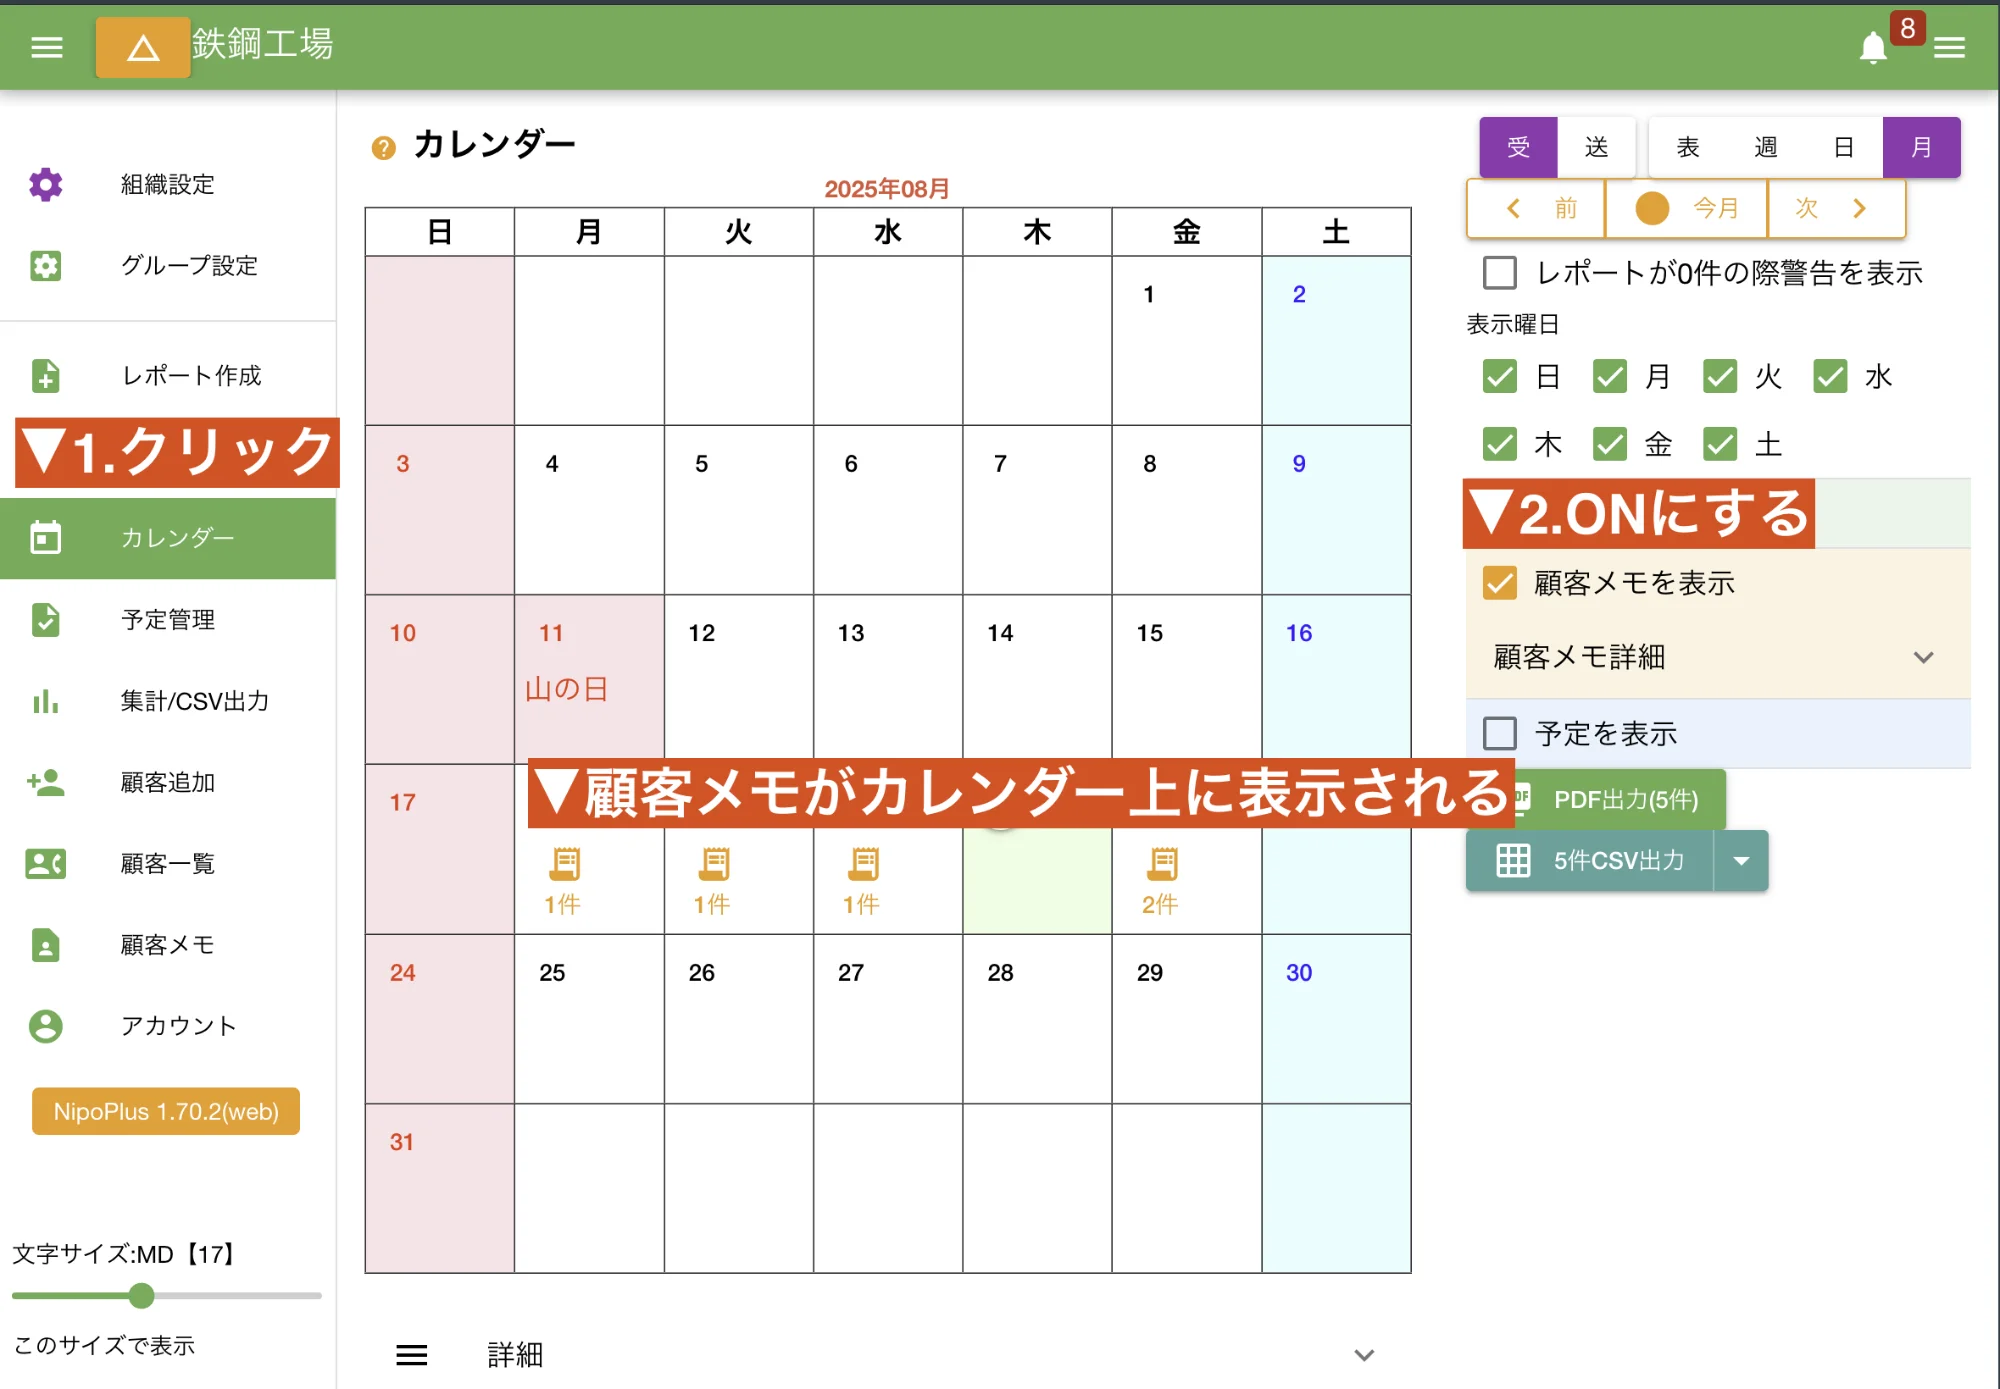 鉄鋼工場
8
組織設定
グループ設定
レポート作成
▼1.クリック
カレンダー
予定管理
集計/CSV出力
顧客追加
顧客一覧
顧客メモ
アカウント
NipoPlus 1.70.2(web)
文字サイズ:MD【17】
このサイズで表示
? カレンダー
2025年08月
日 月 火 水 木 金 土
1 2
3 4 5 6 7 8 9
10 11 12 13 14 15 16
山の日
17
▼顧客メモがカレンダー上に表示される
1件 1件 1件 2件
24 25 26 27 28 29 30
31
詳細
受 送 表 週 日 月
前 今月 次
レポートが0件の際警告を表示
表示曜日
日 月 火 水
木 金 土
▼2.ONにする
顧客メモを表示
顧客メモ詳細
予定を表示
PDF出力(5件)
5件CSV出力